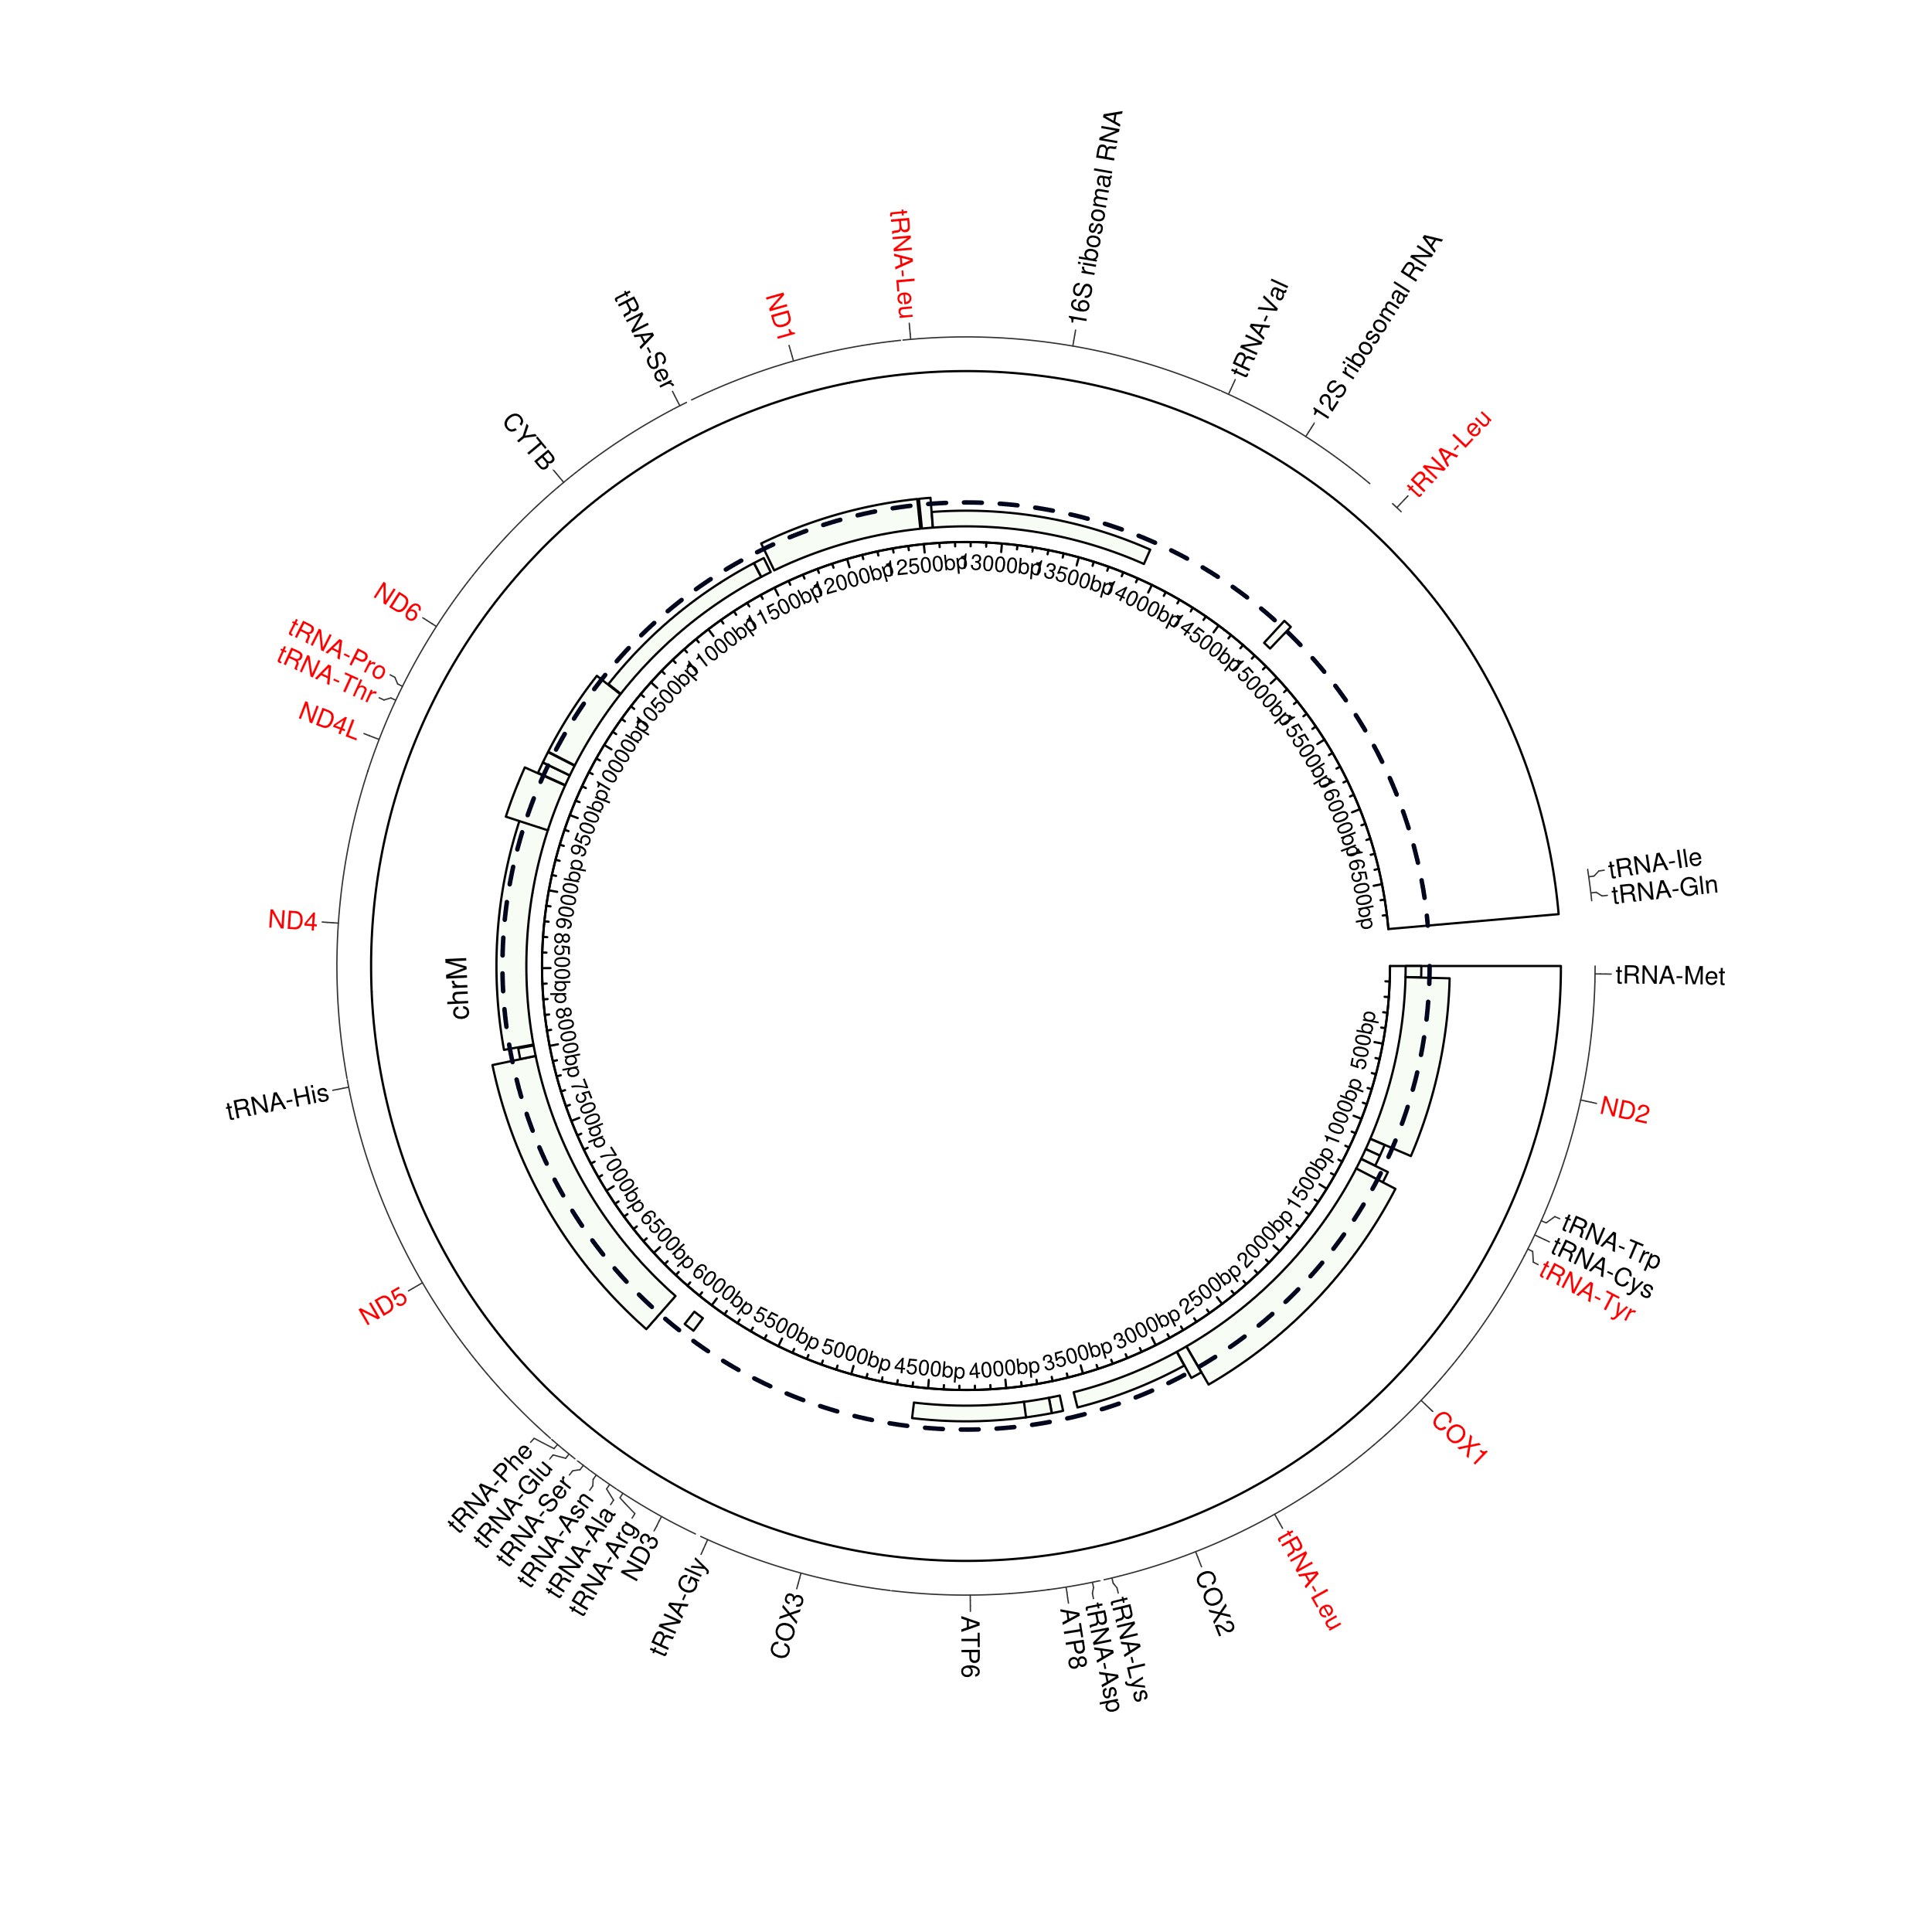 tRNA-Met
ND2
tRNA-Trp
tRNA-Cys
tRNA-Tyr
COX1
tRNA-Leu
COX2
tRNA-Lys
tRNA-Asp
ATP8
ATP6
COX3
tRNA-Gly
ND3
tRNA-Arg
tRNA-Ala
tRNA-Asn
tRNA-Ser
tRNA-Glu
tRNA-Phe
ND5
tRNA-His
ND4
ND4L
tRNA-Thr
tRNA-Pro
ND6
CYTB
tRNA-Ser
ND1
tRNA-Leu
16S ribosomal RNA
tRNA-Val
12S ribosomal RNA
tRNA-Leu
tRNA-Ile
tRNA-Gln
chrM
500bp
1000bp
1500bp
2000bp
2500bp
3000bp
3500bp
4000bp
4500bp
5000bp
5500bp
6000bp
6500bp
7000bp
7500bp
8000bp
8500bp
9000bp
9500bp
10000bp
10500bp
11000bp
11500bp
12000bp
12500bp
13000bp
13500bp
14000bp
14500bp
15000bp
15500bp
16000bp
16500bp